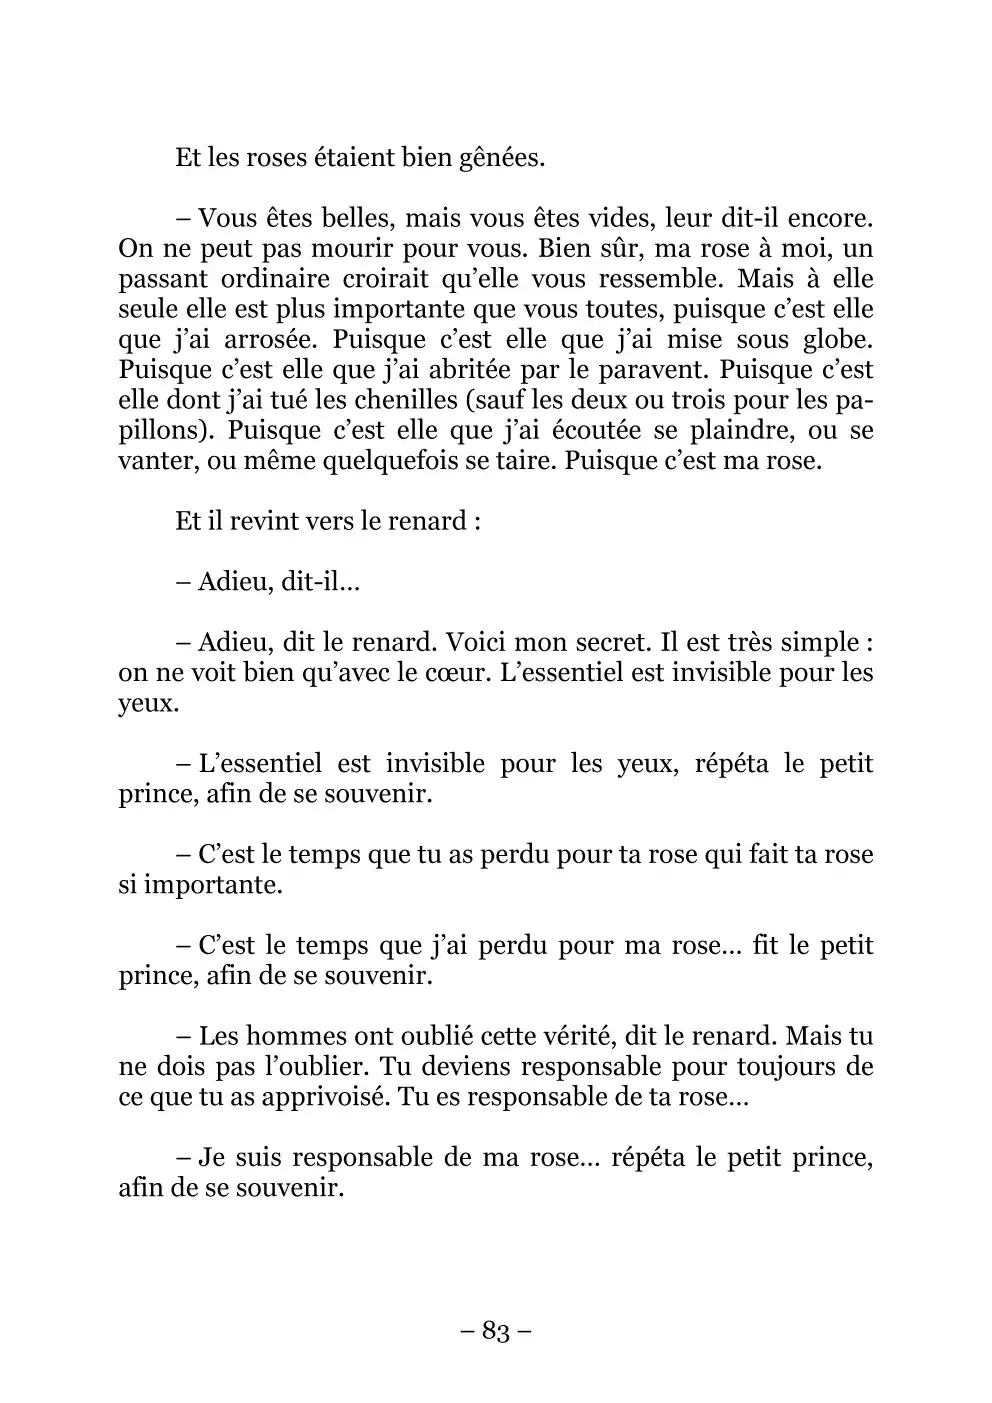 Et les roses étaient bien gênées.
– Vous êtes belles, mais vous êtes vides, leur dit-il encore.
On ne peut pas mourir pour vous. Bien sûr, ma rose à moi, un
passant ordinaire croirait qu’elle vous ressemble. Mais à elle
seule elle est plus importante que vous toutes, puisque c’est elle
que j’ai arrosée. Puisque c’est elle que j’ai mise sous globe.
Puisque c’est elle que j’ai abritée par le paravent. Puisque c’est
elle dont j’ai tué les chenilles (sauf les deux ou trois pour les pa-
pillons). Puisque c’est elle que j’ai écoutée se plaindre, ou se
vanter, ou même quelquefois se taire. Puisque c’est ma rose.
Et il revint vers le renard :
– Adieu, dit-il…
– Adieu, dit le renard. Voici mon secret. Il est très simple :
on ne voit bien qu’avec le cœur. L’essentiel est invisible pour les
yeux.
– L’essentiel est invisible pour les yeux, répéta le petit
prince, afin de se souvenir.
– C’est le temps que tu as perdu pour ta rose qui fait ta rose
si importante.
– C’est le temps que j’ai perdu pour ma rose… fit le petit
prince, afin de se souvenir.
– Les hommes ont oublié cette vérité, dit le renard. Mais tu
ne dois pas l’oublier. Tu deviens responsable pour toujours de
ce que tu as apprivoisé. Tu es responsable de ta rose…
– Je suis responsable de ma rose… répéta le petit prince,
afin de se souvenir.
– 83 –